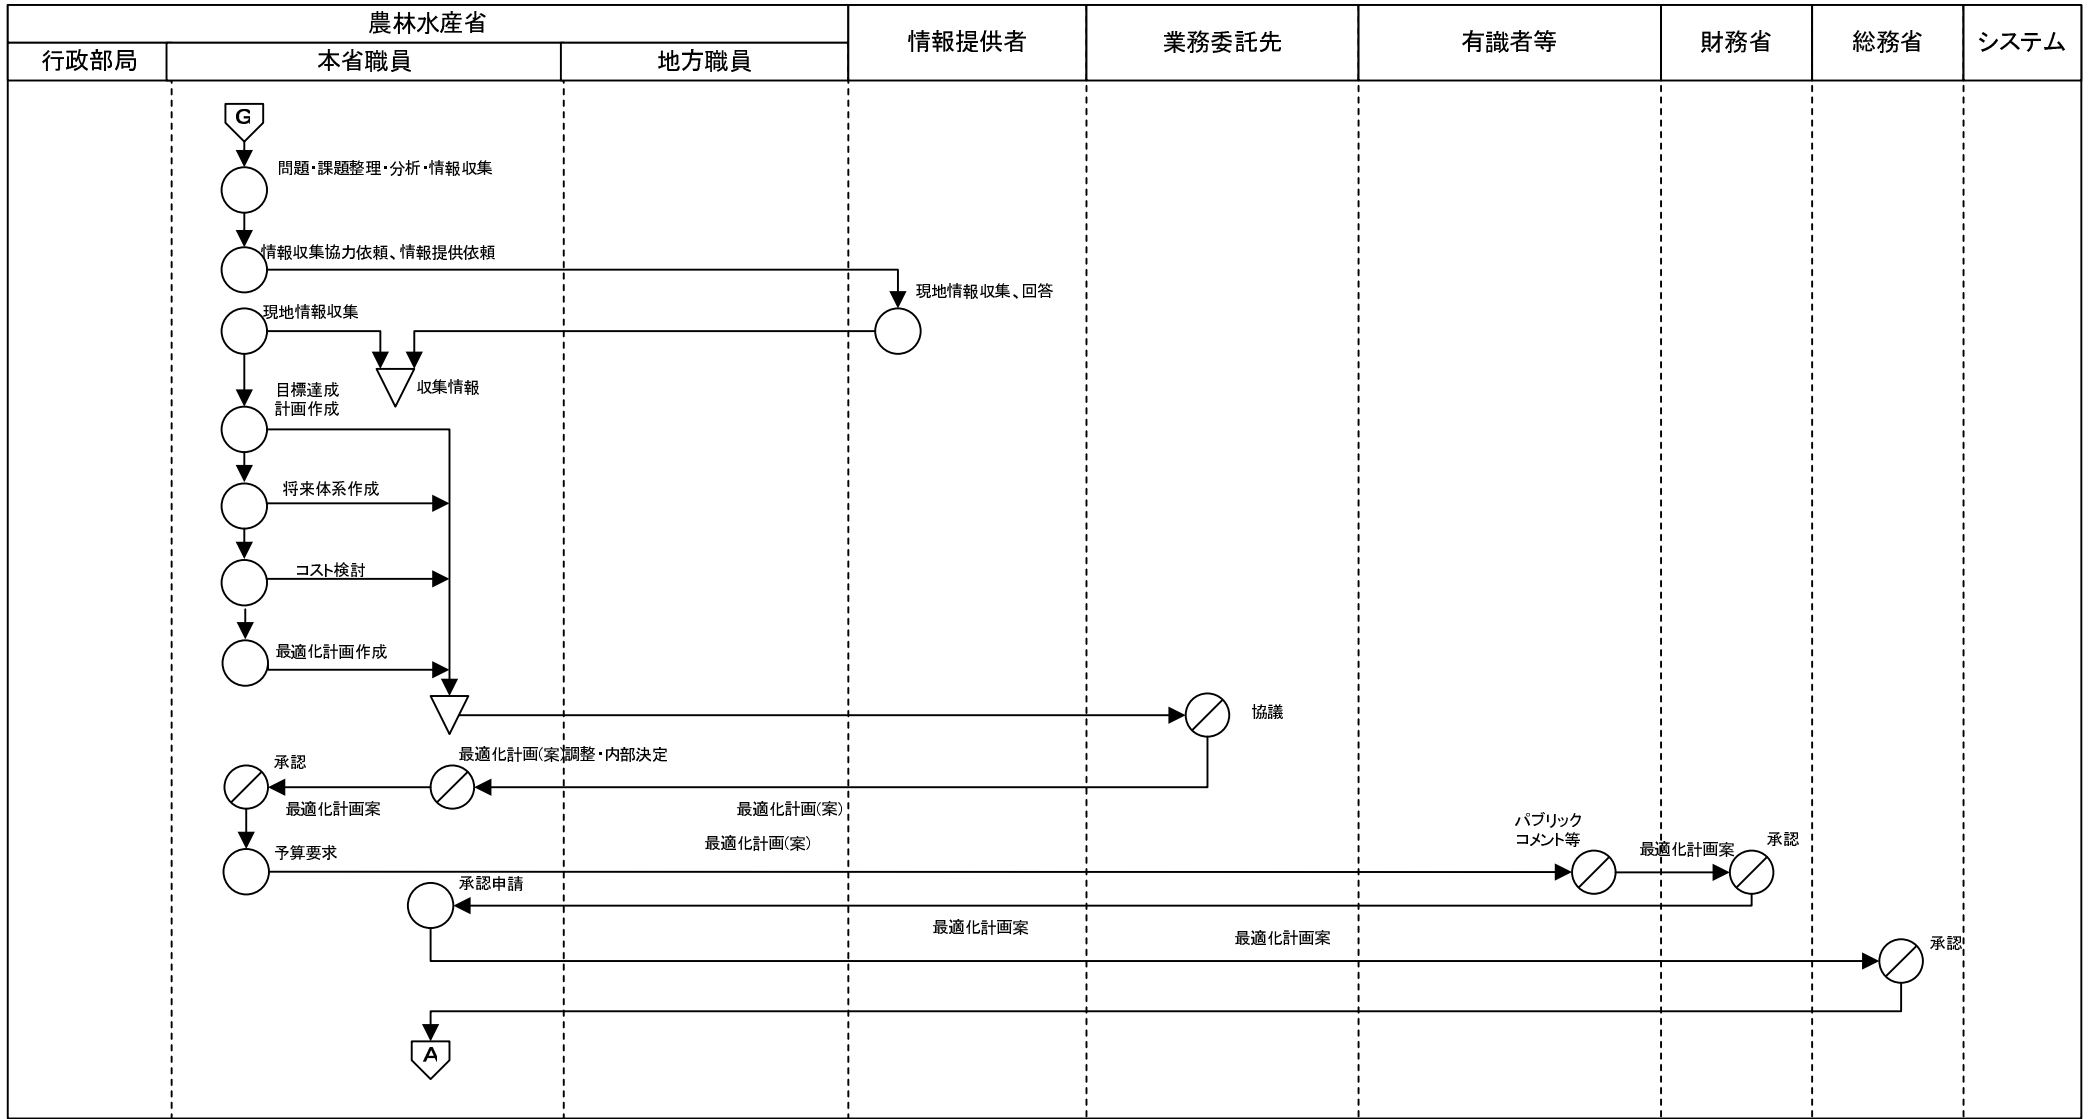 農林水産省
行政部局
本省職員
地方職員
情報提供者
業務委託先
有識者等
財務省
総務省
システム
G
問題・課題整理・分析・情報収集
情報収集協力依頼、情報提供依頼
現地情報収集、回答
現地情報収集
収集情報
目標達成
計画作成
将来体系作成
コスト検討
最適化計画作成
協議
最適化計画(案)調整・内部決定
承認
最適化計画案
最適化計画(案)
最適化計画(案)
予算要求
パブリック
コメント等
最適化計画案
承認
承認申請
最適化計画案
最適化計画案
承認
A